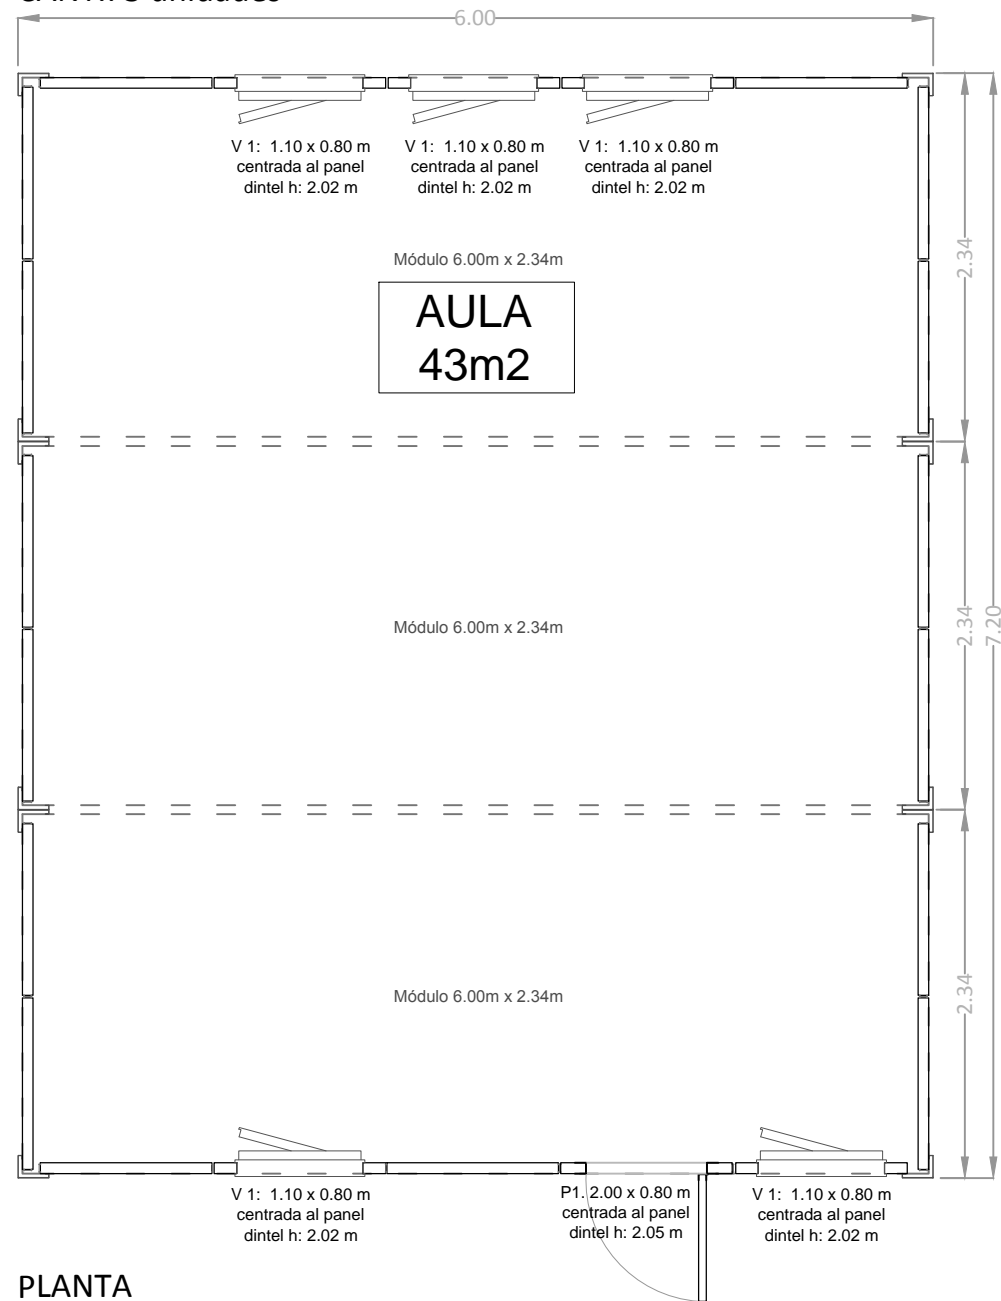 6.00
V 1: 1.10 x 0.80 m
centrada al panel
dintel h: 2.02 m
V 1: 1.10 x 0.80 m
centrada al panel
dintel h: 2.02 m
V 1: 1.10 x 0.80 m
centrada al panel
dintel h: 2.02 m
Módulo 6.00m x 2.34m
2.34
AULA
43m2
Módulo 6.00m x 2.34m
2.34
7.20
Módulo 6.00m x 2.34m
2.34
V 1: 1.10 x 0.80 m
centrada al panel
dintel h: 2.02 m
P1. 2.00 x 0.80 m
centrada al panel
dintel h: 2.05 m
V 1: 1.10 x 0.80 m
centrada al panel
dintel h: 2.02 m
PLANTA